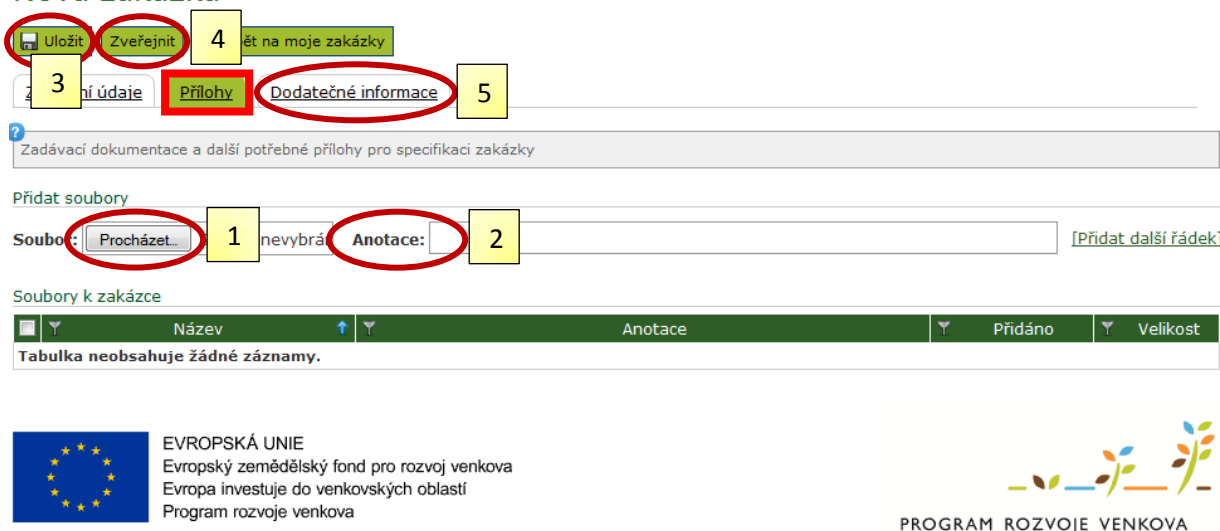 Uložit Zveřejnit 4 ět na moje zakázky
3 ní údaje Přílohy Dodatečné informace 5
?
Zadávací dokumentace a další potřebné přílohy pro specifikaci zakázky
Přidat soubory
Soubor: Procházet... 1 nevybrán Anotace: 2 [Přidat další řádek]
Soubory k zakázce
Název Anotace Přidáno Velikost
Tabulka neobsahuje žádné záznamy.
EVROPSKÁ UNIE
Evropský zemědělský fond pro rozvoj venkova
Evropa investuje do venkovských oblastí
Program rozvoje venkova
PROGRAM ROZVOJE VENKOVA